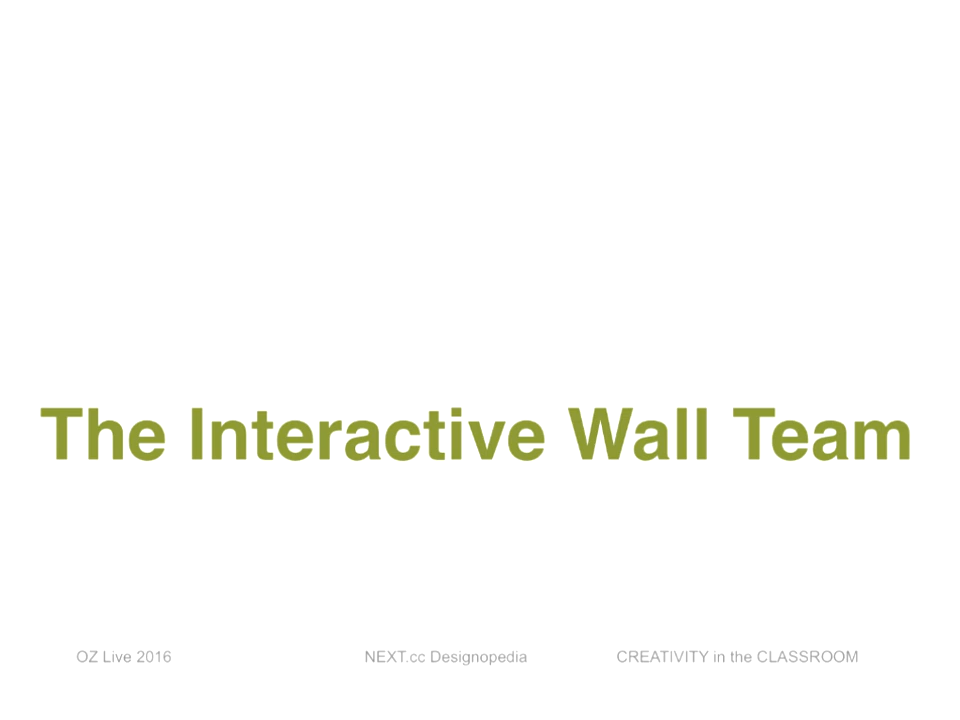 The Interactive Wall Team
OZ Live 2016 NEXT.cc Designopedia CREATIVITY in the CLASSROOM